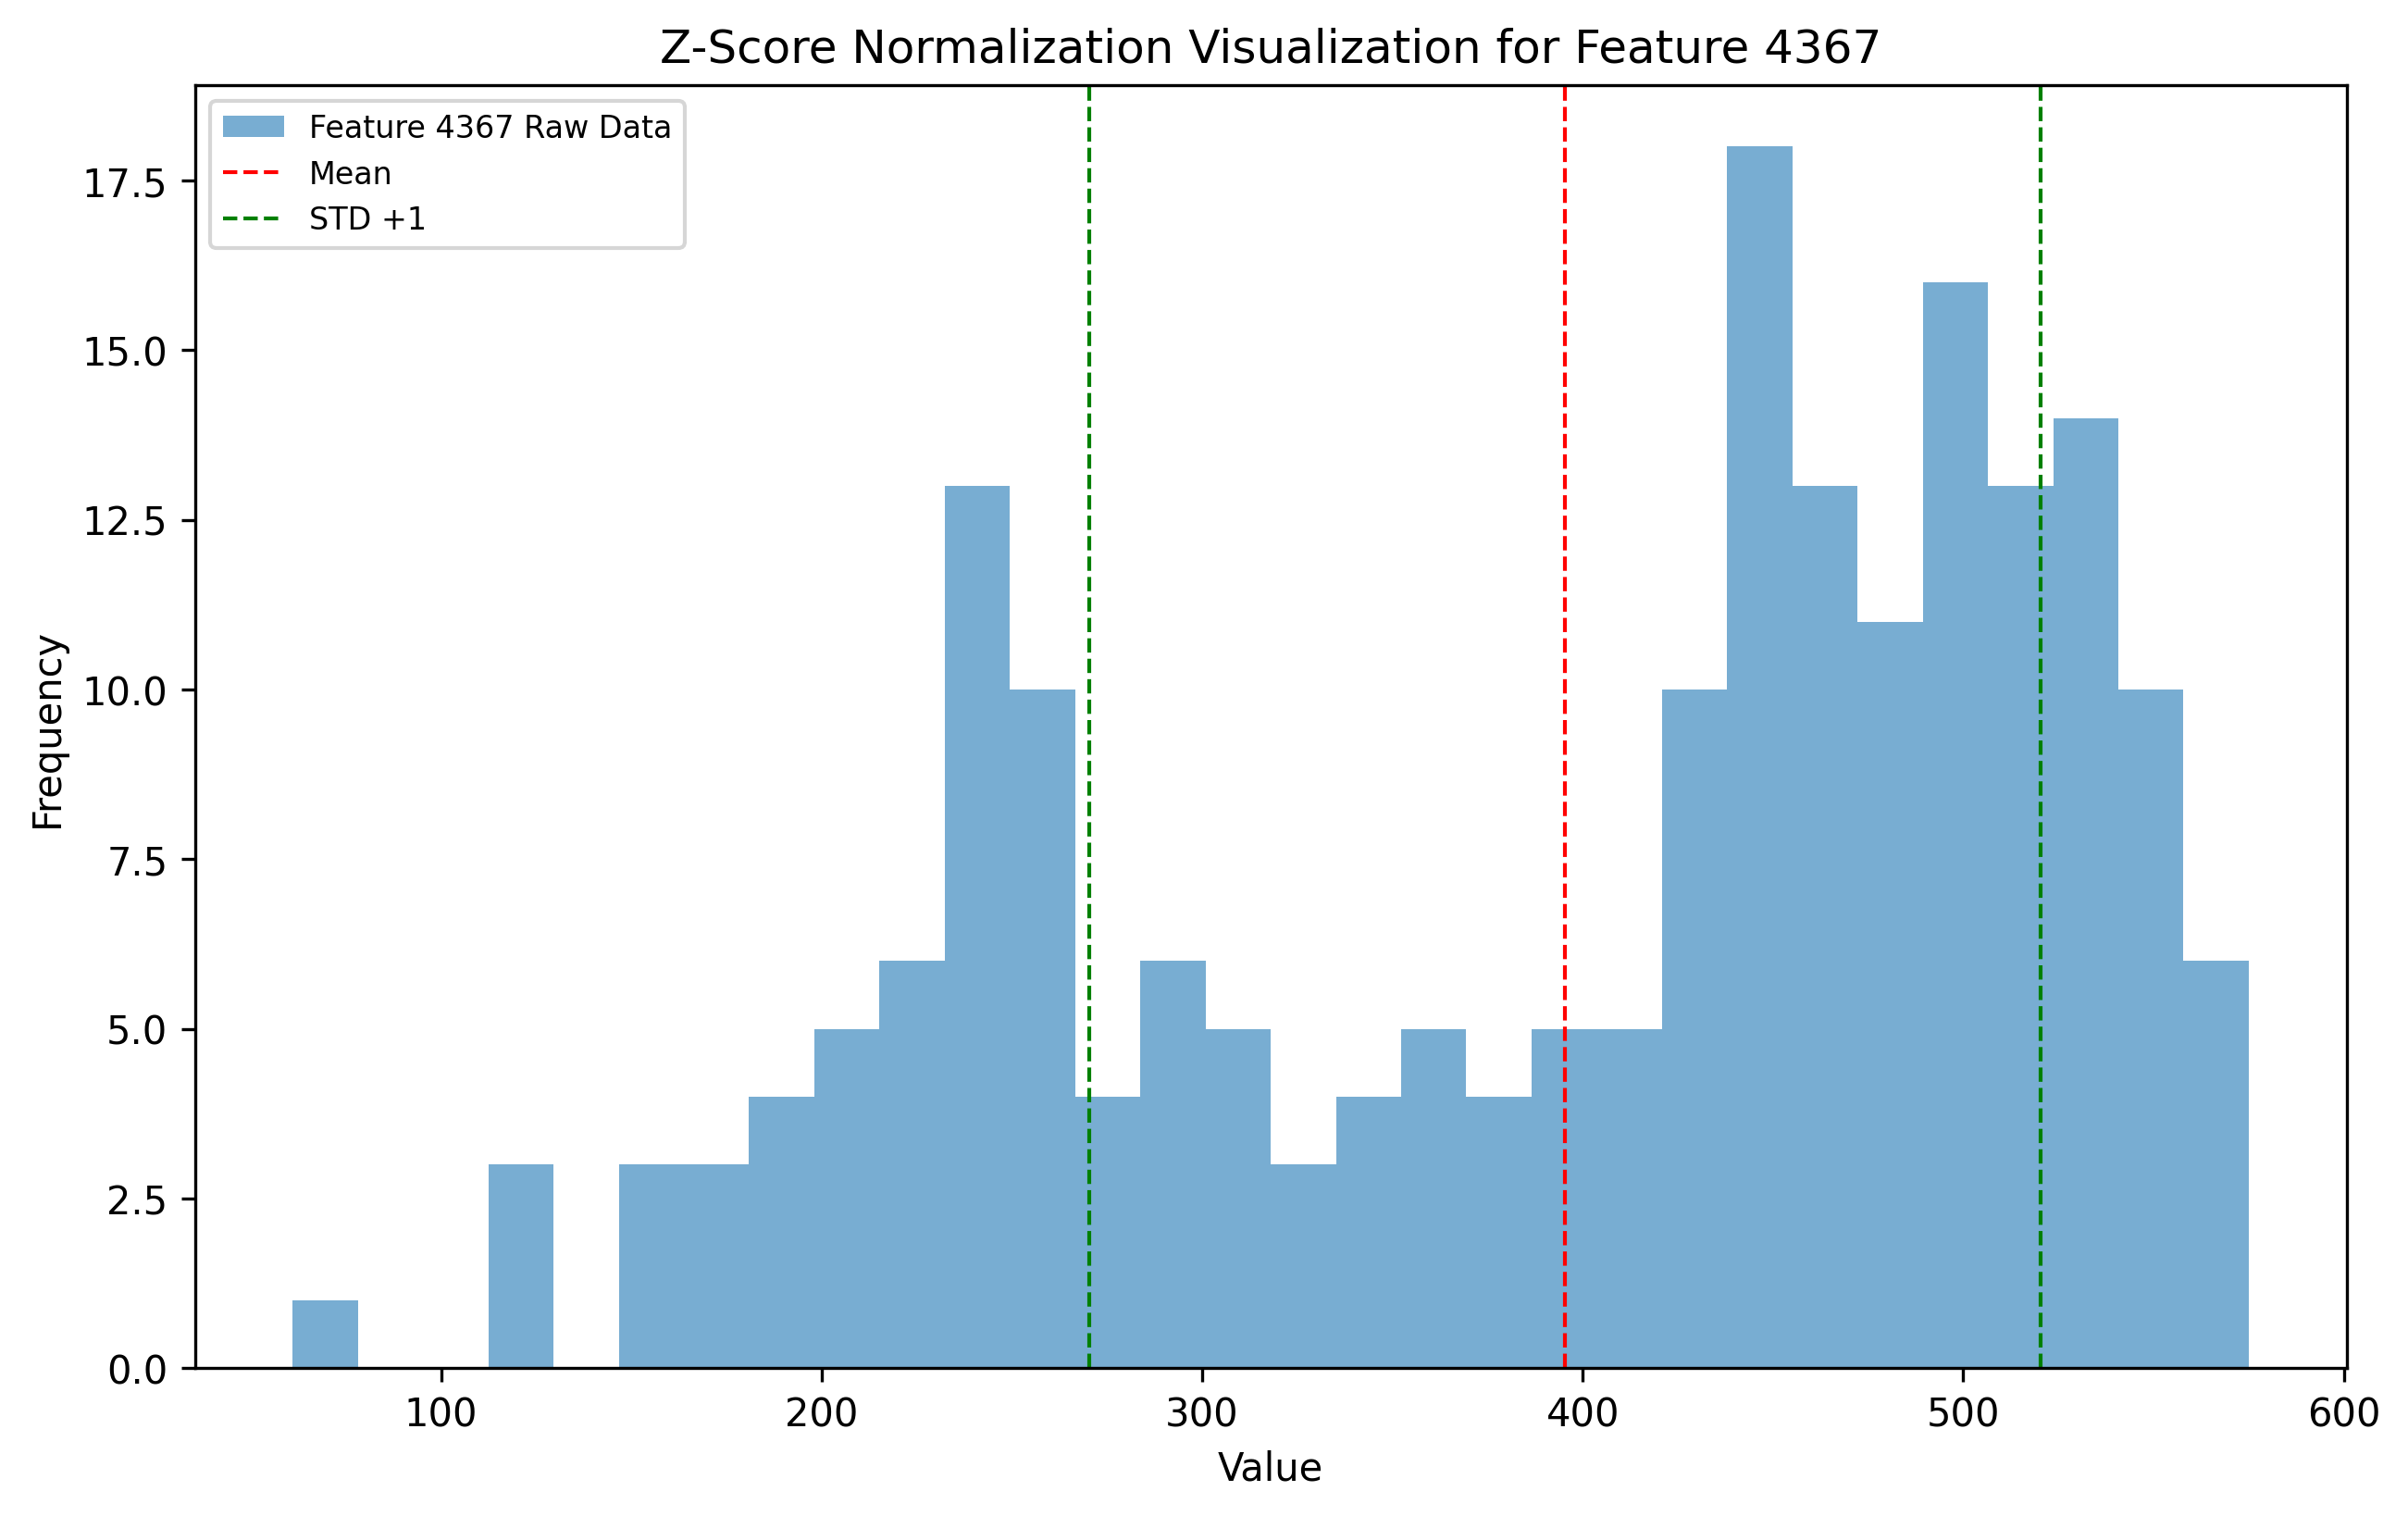 Z-Score Normalization Visualization for Feature 4367
Feature 4367 Raw Data
Mean
STD +1
17.5
15.0
12.5
10.0
7.5
5.0
2.5
0.0
Frequency
100 200 300 400 500 600
Value